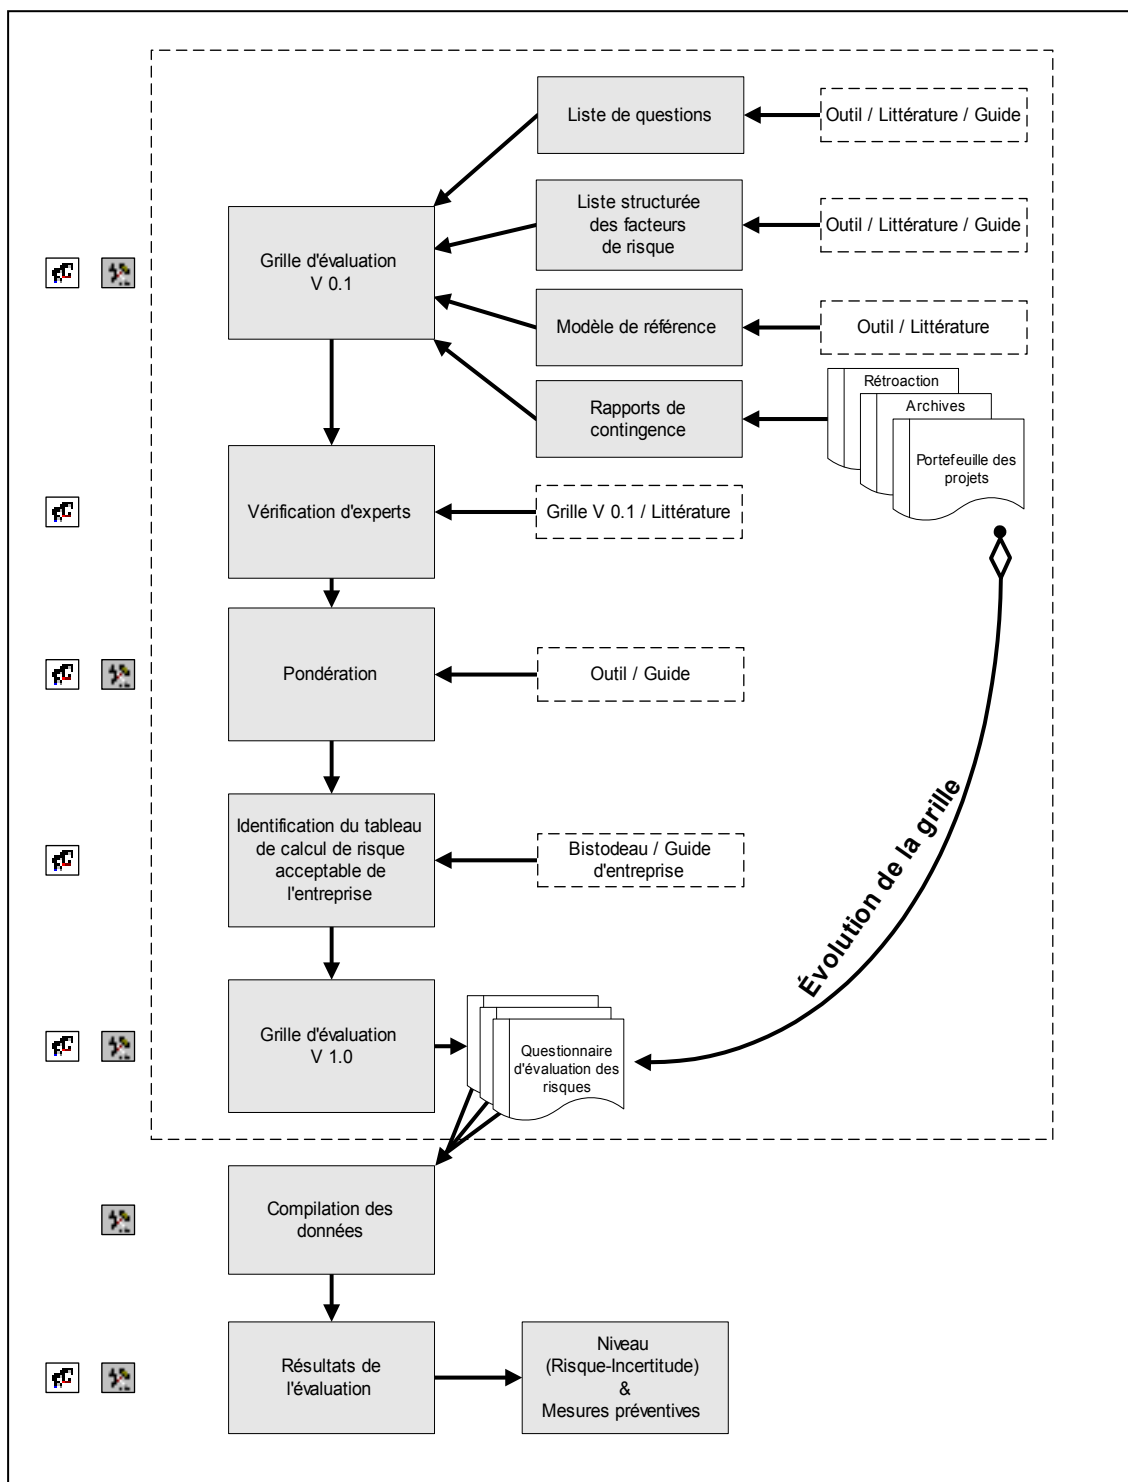 Liste de questions
Outil / Littérature / Guide
Liste structurée
des facteurs
de risque
Outil / Littérature / Guide
Grille d'évaluation
V 0.1
Modèle de référence
Outil / Littérature
Rapports de
contingence
Rétroaction
Archives
Portefeuille des
projets
Vérification d'experts
Grille V 0.1 / Littérature
Pondération
Outil / Guide
Identification du tableau
de calcul de risque
acceptable de
l'entreprise
Bistodeau / Guide
d'entreprise
Évolution de la grille
Grille d'évaluation
V 1.0
Questionnaire
d'évaluation des
risques
Compilation des
données
Résultats de
l'évaluation
Niveau
(Risque-Incertitude)
&
Mesures préventives